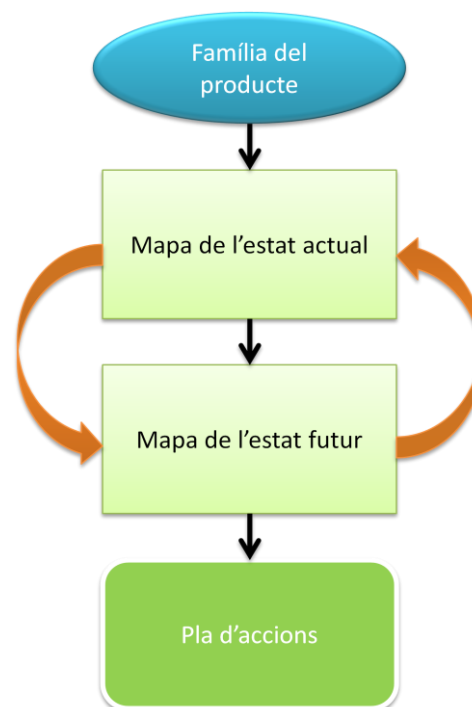 Família del
producte
Mapa de l’estat actual
Mapa de l’estat futur
Pla d’accions